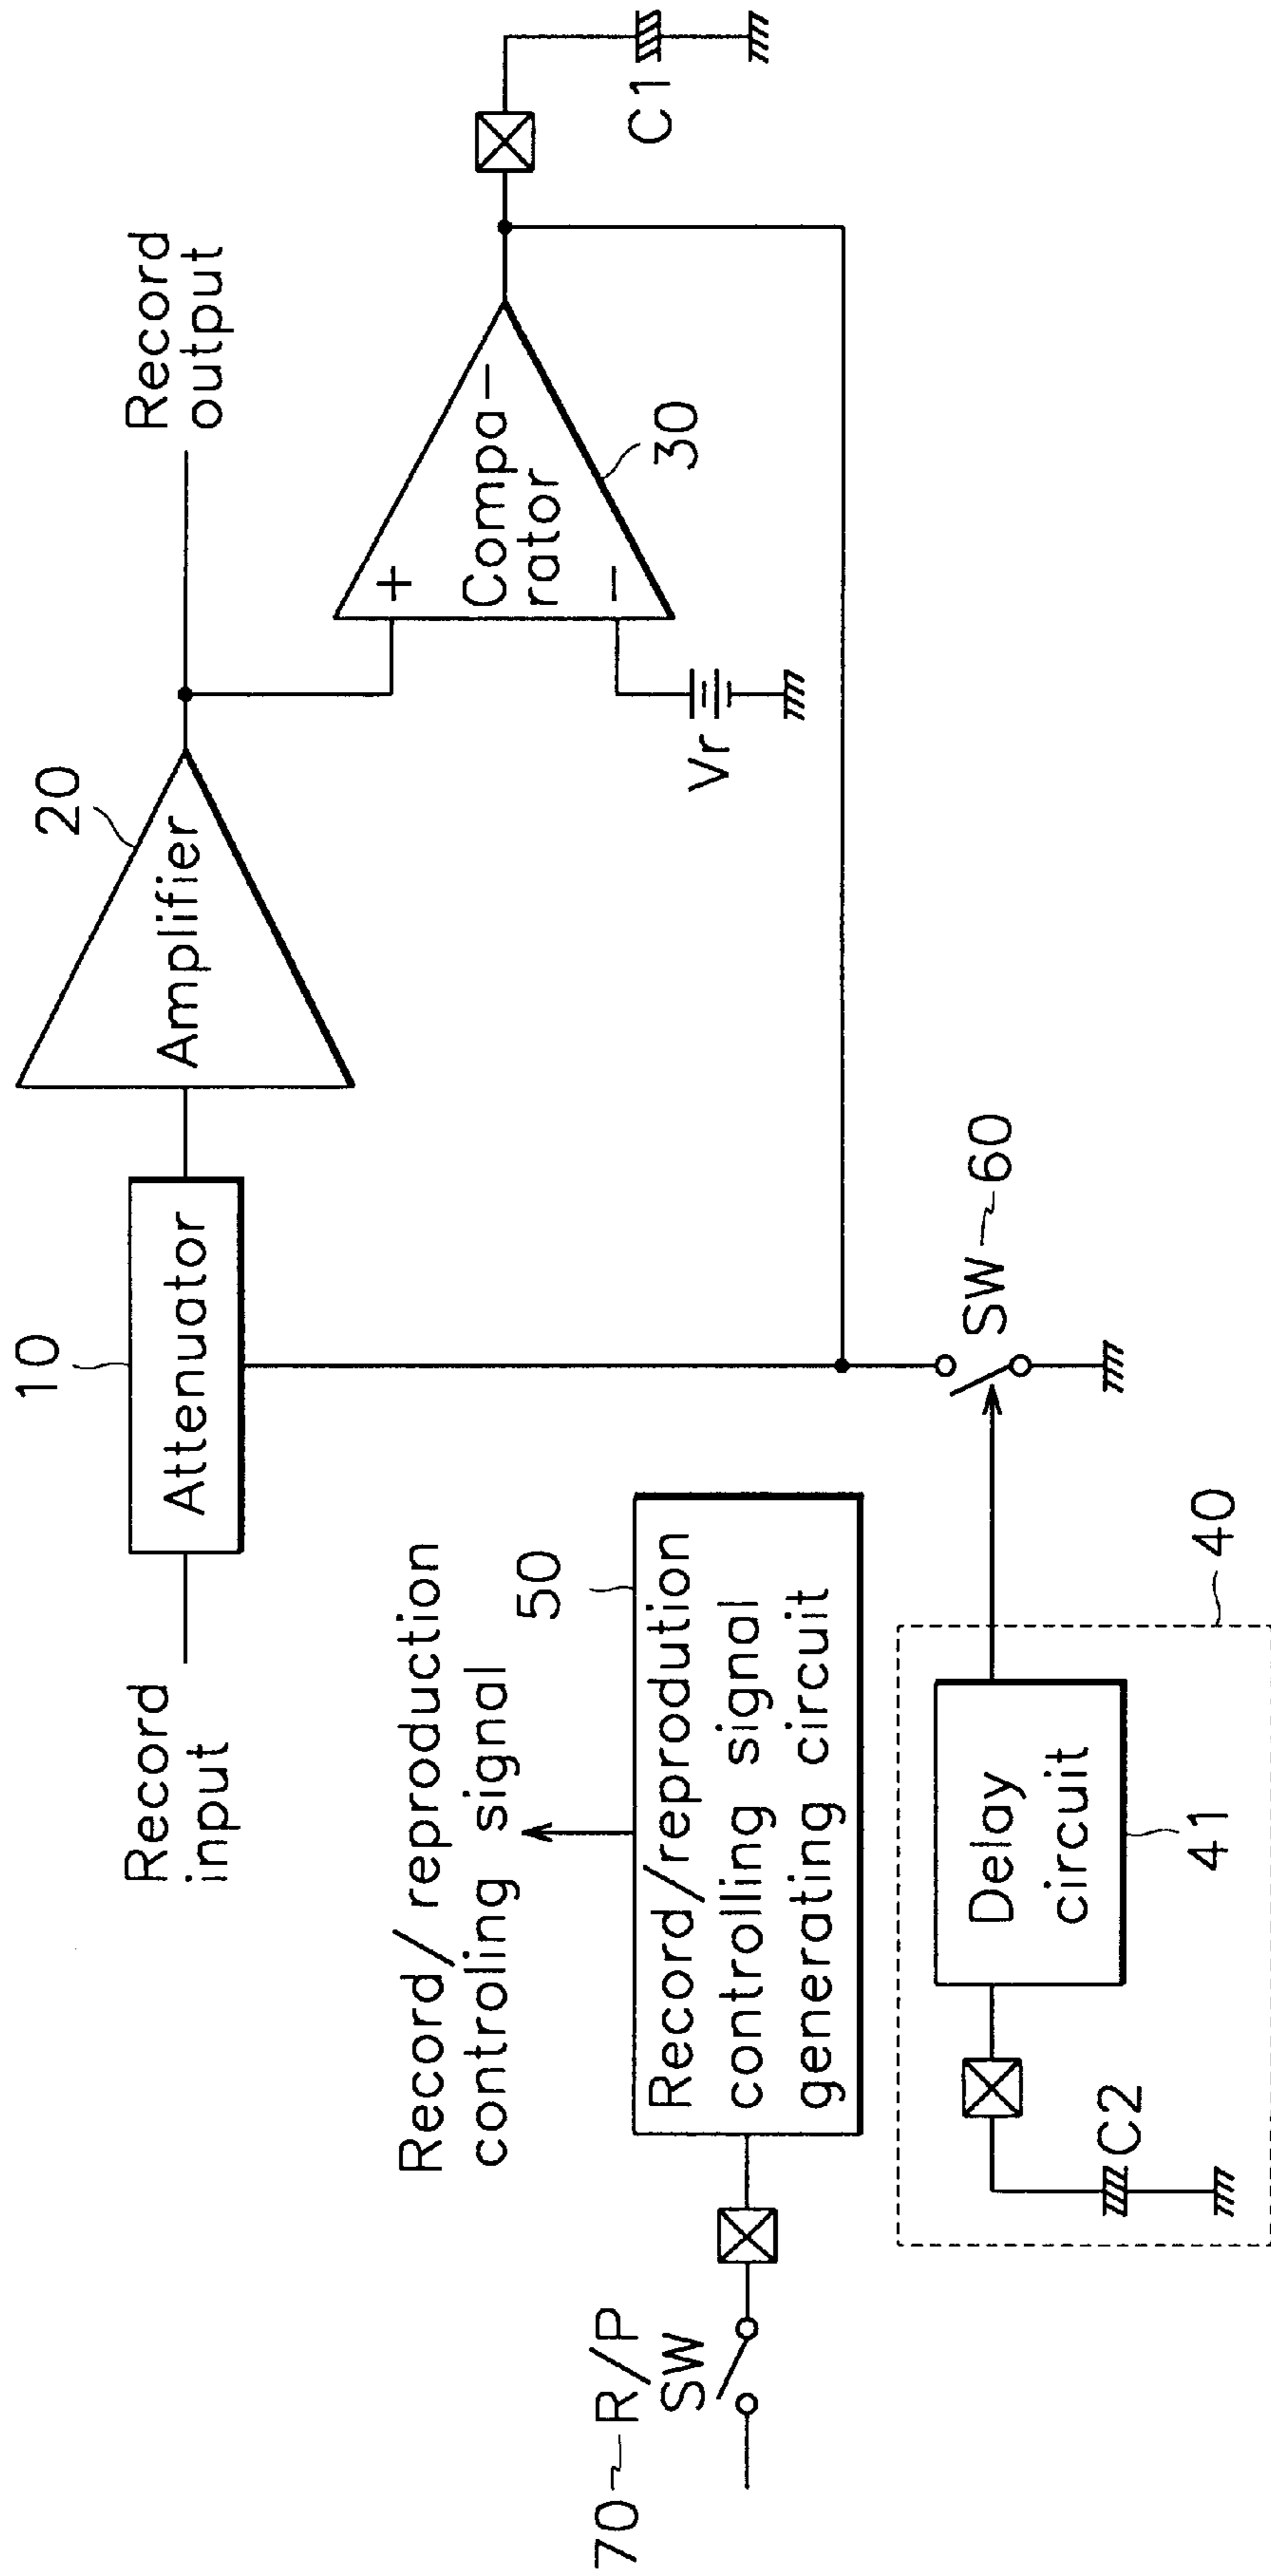 10
20
Record
input
Attenuator
Amplifier
Record
output
+
Compa-
rator
−
30
Vr
C1
Record/reproduction
controling signal
50
Record/reprodution
controlling signal
generating circuit
70
R/P
SW
SW
60
40
Delay
circuit
41
C2